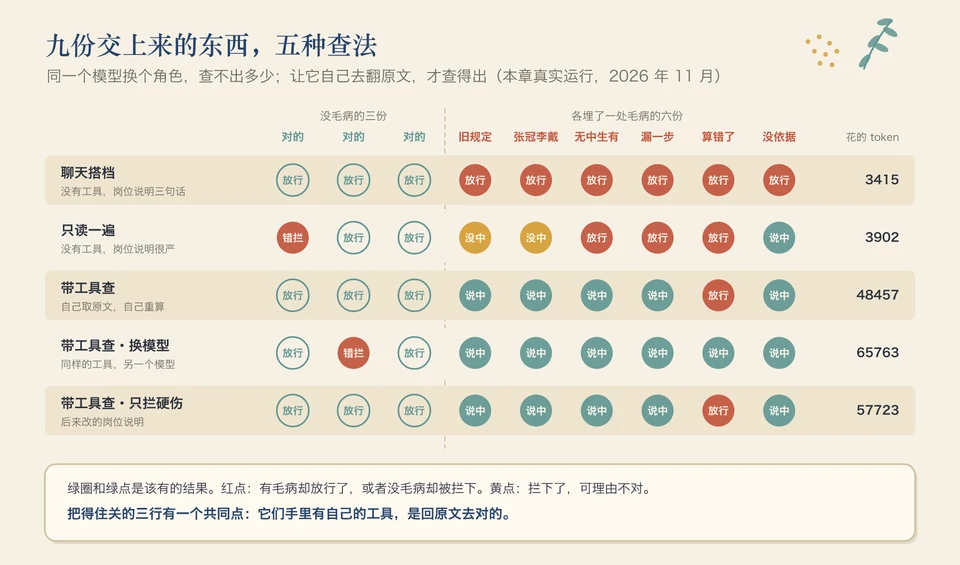 九份交上来的东西，五种查法
同一个模型换个角色，查不出多少；让它自己去翻原文，才查得出（本章真实运行，2026 年 11 月）
没毛病的三份 各埋了一处毛病的六份
对的 对的 对的 旧规定 张冠李戴 无中生有 漏一步 算错了 没依据 花的 token
聊天搭档
没有工具，岗位说明三句话
放行 放行 放行 放行 放行 放行 放行 放行 放行 3415
只读一遍
没有工具，岗位说明很严
错拦 放行 放行 没中 没中 放行 放行 放行 说中 3902
带工具查
自己取原文，自己重算
放行 放行 放行 说中 说中 说中 说中 放行 说中 48457
带工具查·换模型
同样的工具，另一个模型
放行 错拦 放行 说中 说中 说中 说中 说中 说中 65763
带工具查·只拦硬伤
后来改的岗位说明
放行 放行 放行 说中 说中 说中 说中 放行 说中 57723
绿圈和绿点是该有的结果。红点：有毛病却放行了，或者没毛病却被拦下。黄点：拦下了，可理由不对。
把得住关的三行有一个共同点：它们手里有自己的工具，是回原文去对的。